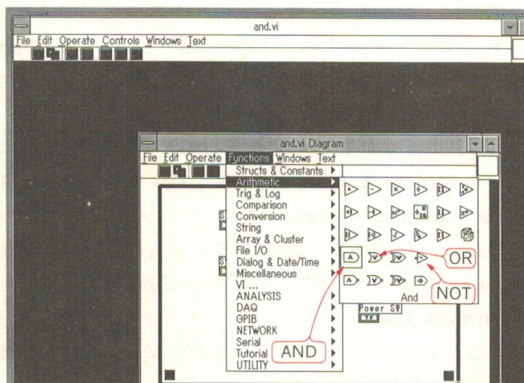 and.vi
File Edit Operate Controls Windows Text
and.vi Diagram
File Edit Operate Functions Windows Text
Structs & Constants
Arithmetic
Trig & Log
Comparison
Conversion
String
Array & Cluster
File I/O
Dialog & Date/Time
Miscellaneous
VI ...
ANALYSIS
DAQ
GPIB
NETWORK
Serial
Tutorial
UTILITY
OR
NOT
And
AND
Power SW
TF